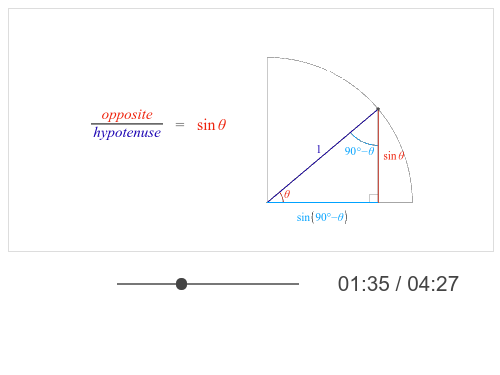 opposite
hypotenuse
= sin θ
1
90°−θ
sin θ
θ
sin(90°−θ)
01:35 / 04:27